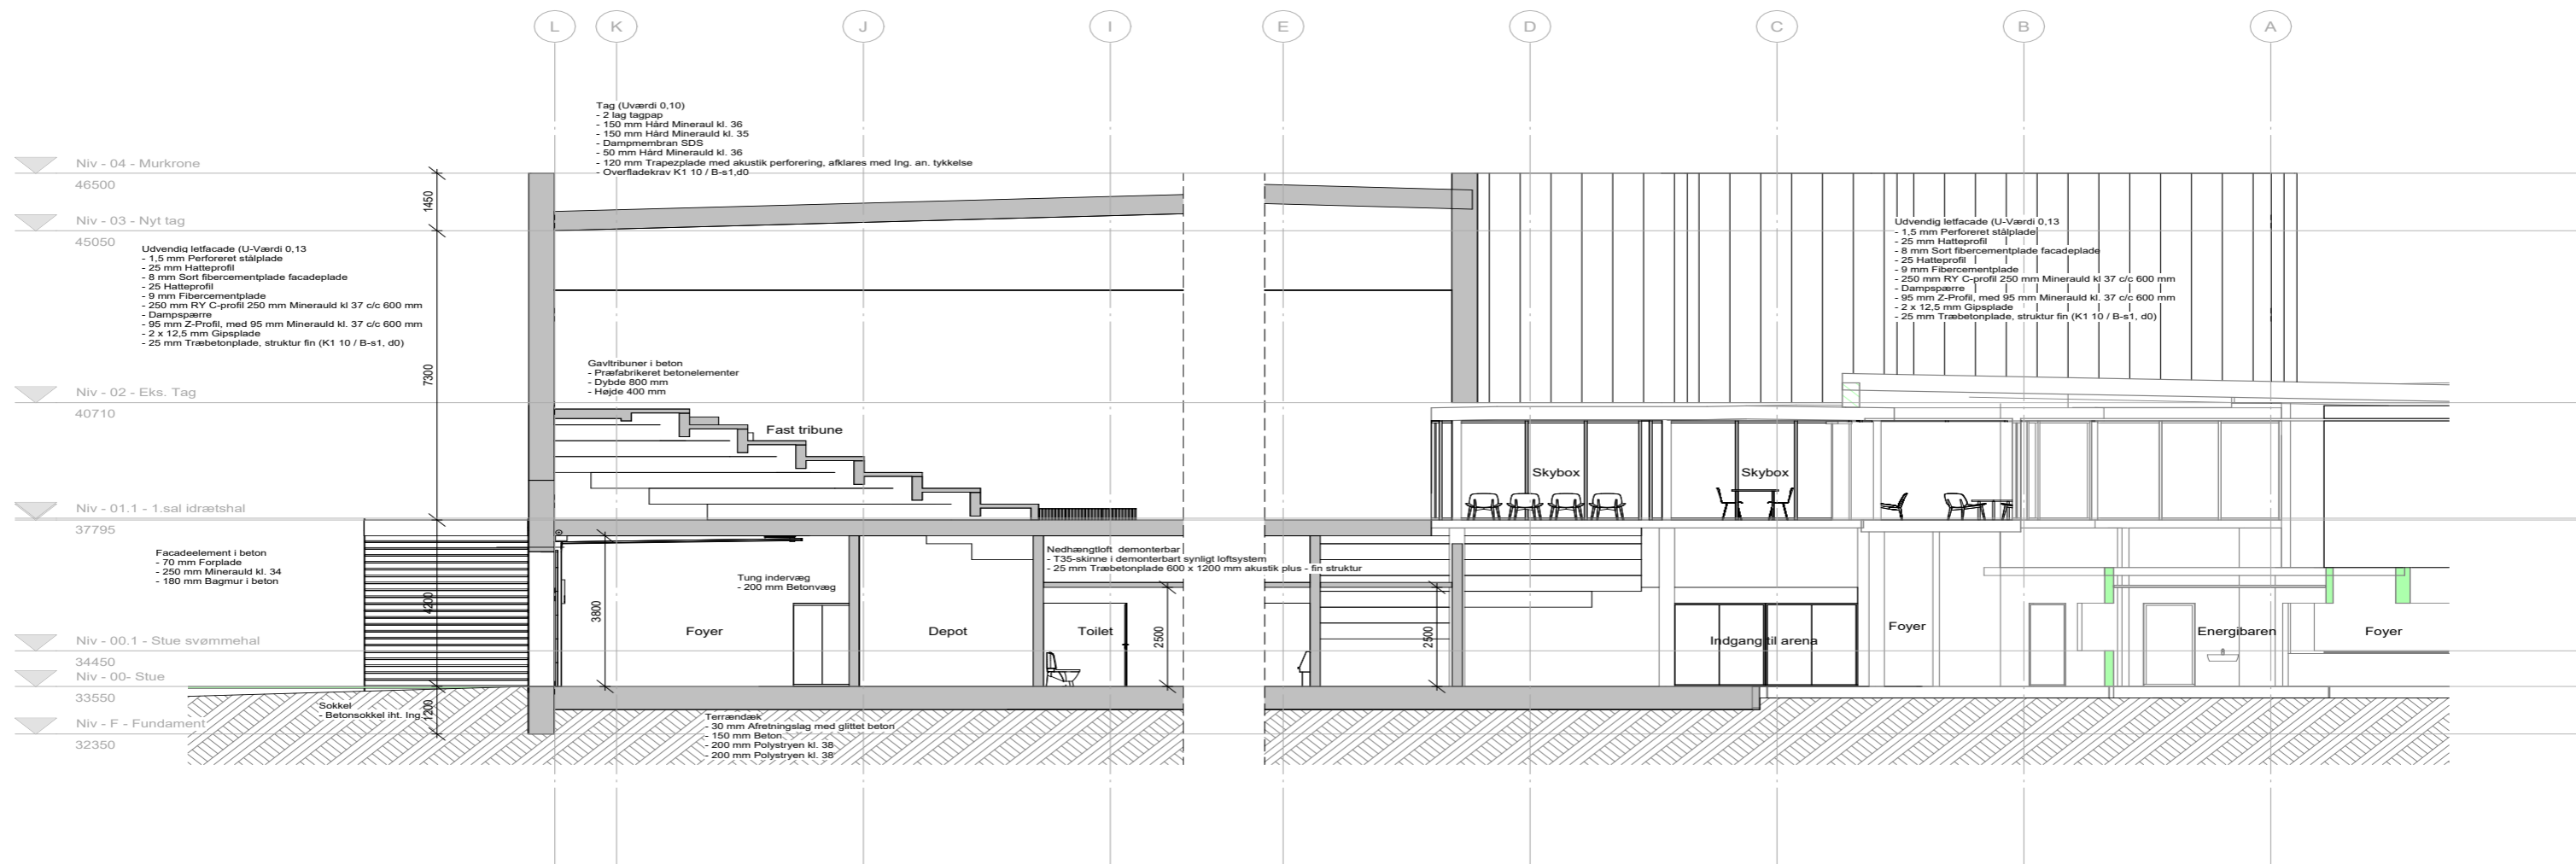 L
K
J
I
E
D
C
B
A
Tag (Uværdi 0,10)
- 2 lag tagpap
- 150 mm Hård Mineraul kl. 36
- 150 mm Hård Minerauld kl. 35
- Dampmembran SDS
- 50 mm Hård Minerauld kl. 36
- 120 mm Trapezplade med akustik perforering, afklares med Ing. an. tykkelse
- Overfladekrav K1 10 / B-s1,d0
Niv - 04 - Murkrone
46500
1450
Niv - 03 - Nyt tag
45050
Udvendig letfacade (U-Værdi 0,13
- 1,5 mm Perforeret stålplade
- 25 mm Hatteprofil
- 8 mm Sort fibercementplade facadeplade
- 25 Hatteprofil
- 9 mm Fibercementplade
- 250 mm RY C-profil 250 mm Minerauld kl 37 c/c 600 mm
- Dampspærre
- 95 mm Z-Profil, med 95 mm Minerauld kl. 37 c/c 600 mm
- 2 x 12,5 mm Gipsplade
- 25 mm Træbetonplade, struktur fin (K1 10 / B-s1, d0)
Udvendig letfacade (U-Værdi 0,13
- 1,5 mm Perforeret stålplade
- 25 mm Hatteprofil
- 8 mm Sort fibercementplade facadeplade
- 25 Hatteprofil
- 9 mm Fibercementplade
- 250 mm RY C-profil 250 mm Minerauld kl 37 c/c 600 mm
- Dampspærre
- 95 mm Z-Profil, med 95 mm Minerauld kl. 37 c/c 600 mm
- 2 x 12,5 mm Gipsplade
- 25 mm Træbetonplade, struktur fin (K1 10 / B-s1, d0)
7300
Gavltribuner i beton
- Præfabrikeret betonelementer
- Dybde 800 mm
- Højde 400 mm
Niv - 02 - Eks. Tag
40710
Fast tribune
Skybox
Skybox
Niv - 01.1 - 1.sal idrætshal
37795
Facadeelement i beton
- 70 mm Forplade
- 250 mm Minerauld kl. 34
- 180 mm Bagmur i beton
Nedhængtloft demonterbar
- T35-skinne i demonterbart synligt loftsystem
- 25 mm Træbetonplade 600 x 1200 mm akustik plus - fin struktur
Tung indervæg
- 200 mm Betonvæg
4200
3800
2500
2500
Foyer
Depot
Toilet
Indgang til arena
Foyer
Energibaren
Foyer
Niv - 00.1 - Stue svømmehal
34450
Niv - 00- Stue
33550
Sokkel
- Betonsokkel iht. Ing.
1200
Niv - F - Fundament
32350
Terrændæk
- 30 mm Afretningslag med glittet beton
- 150 mm Beton
- 200 mm Polystryen kl. 38
- 200 mm Polystryen kl. 38